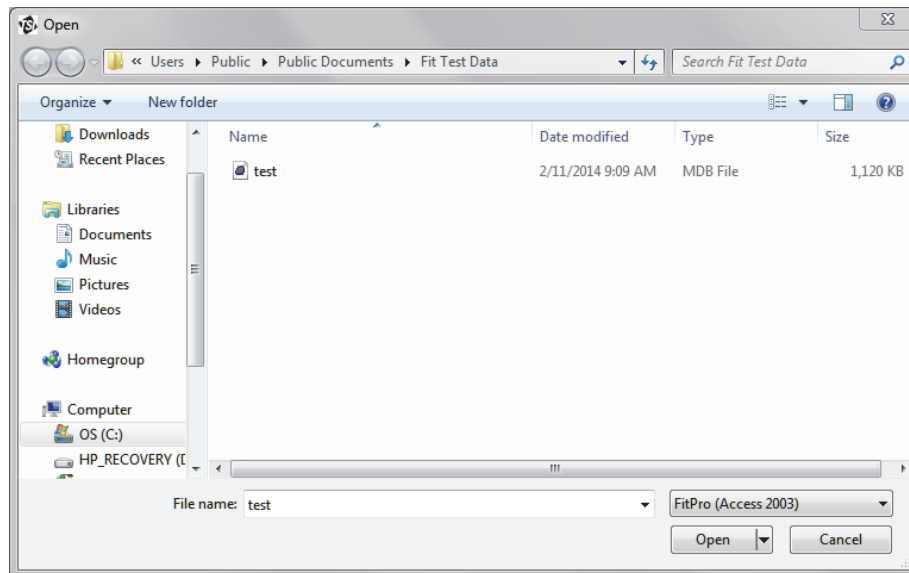 Open
« Users ▸ Public ▸ Public Documents ▸ Fit Test Data
Search Fit Test Data
Organize
New folder
Name
Date modified
Type
Size
test
2/11/2014 9:09 AM
MDB File
1,120 KB
Downloads
Recent Places
Libraries
Documents
Music
Pictures
Videos
Homegroup
Computer
OS (C:)
HP_RECOVERY (D
File name:
test
FitPro (Access 2003)
Open
Cancel